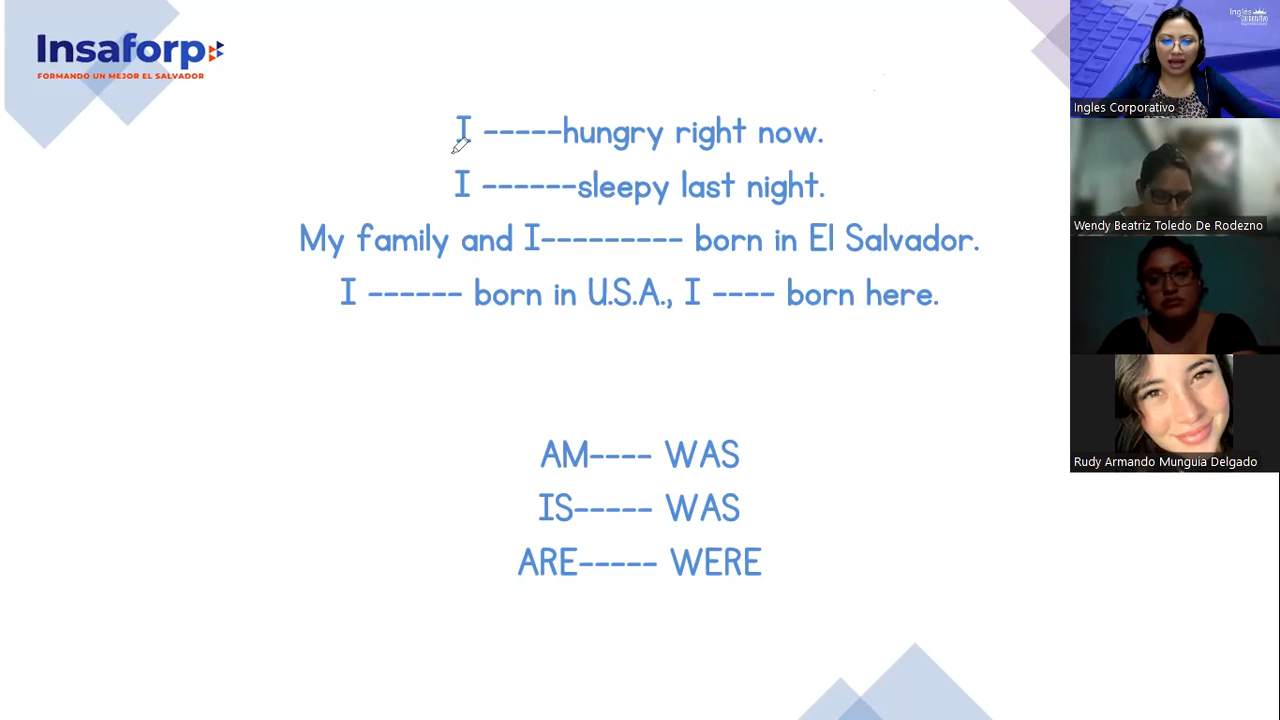 Insaforp
FORMANDO UN MEJOR EL SALVADOR
I -----hungry right now.
I ------sleepy last night.
My family and I--------- born in El Salvador.
I ------ born in U.S.A., I ---- born here.
AM---- WAS
IS----- WAS
ARE----- WERE
Ingles Corporativo
Wendy Beatriz Toledo De Rodezno
Rudy Armando Munguia Delgado